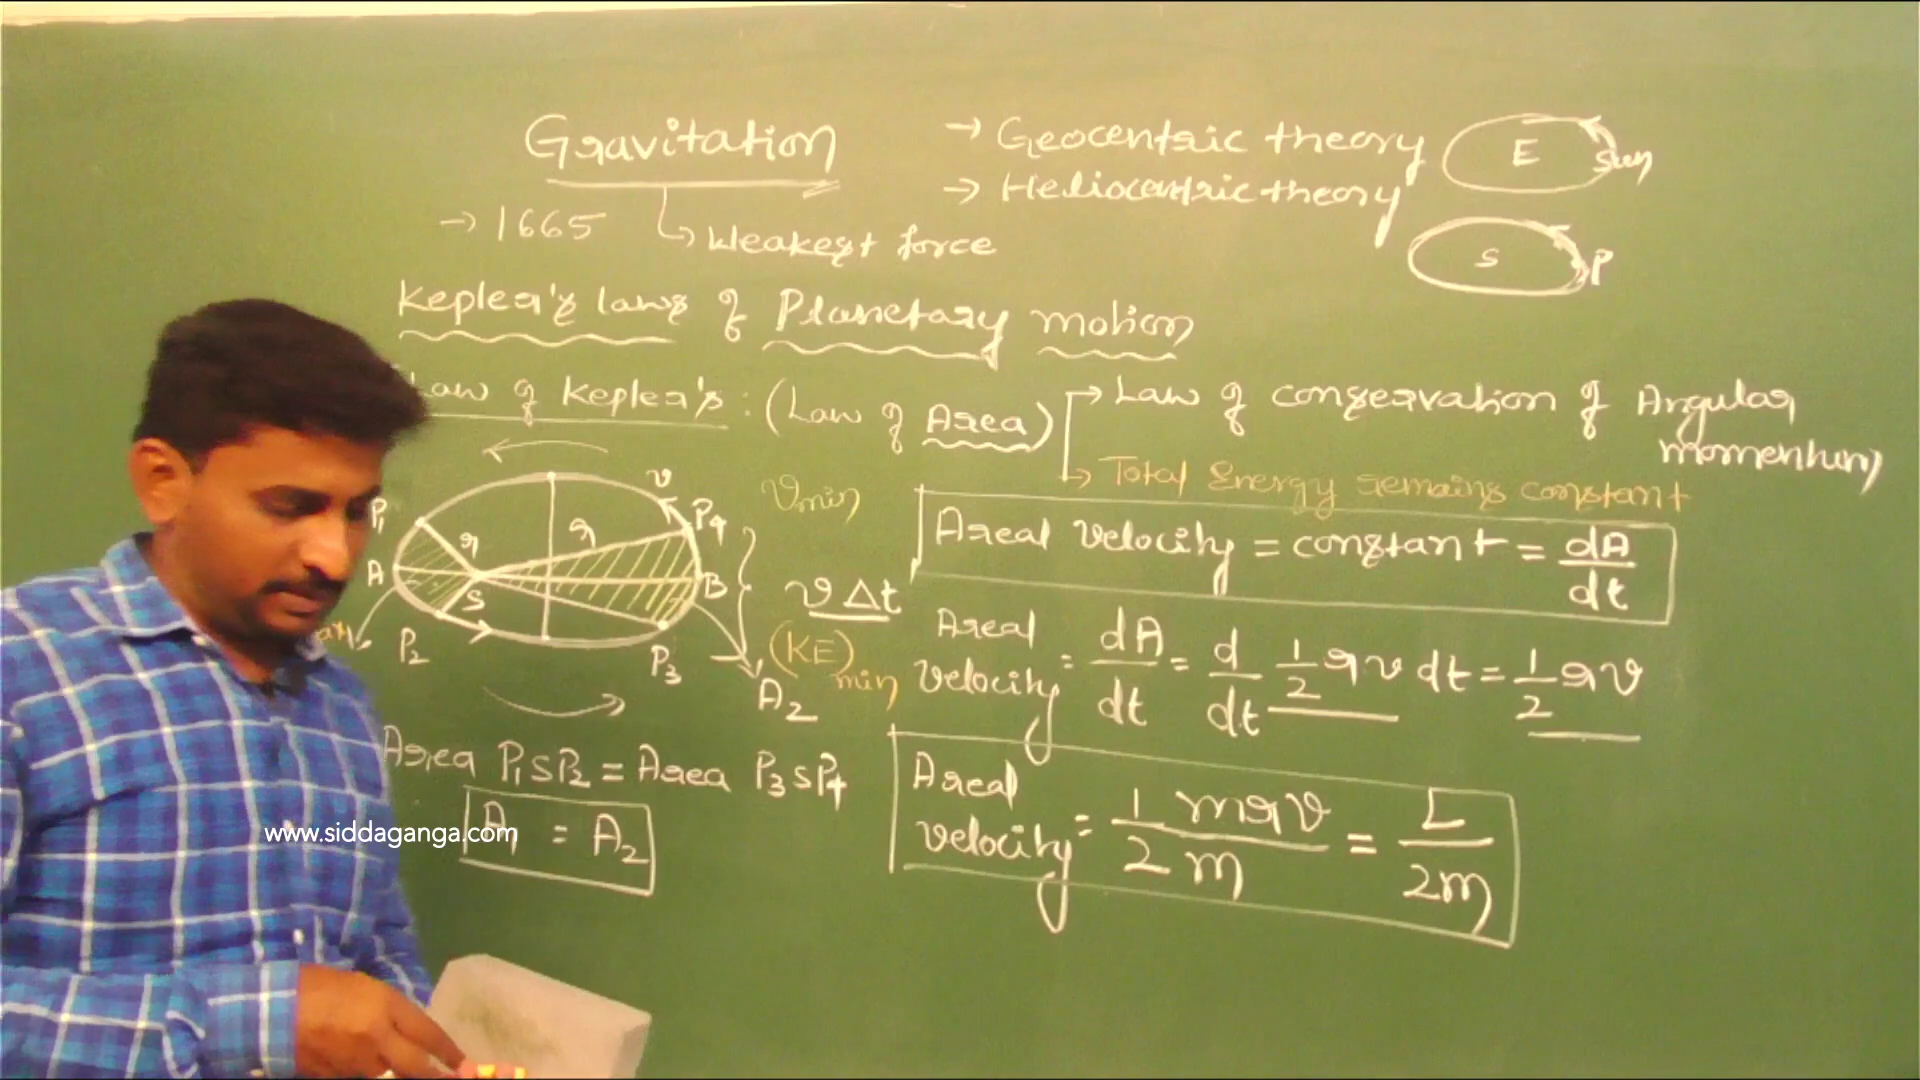 Gravitation
→ 1665
→ Weakest force
→ Geocentric theory
E
Sun
→ Heliocentric theory
S
P
Kepler's laws of Planetary motion
Law of Kepler's : (Law of Area)
→ Law of conservation of Angular
momentum
→ Total Energy remains constant
P₁
A
P₂
r
S
r
v
P₄
B
P₃
v min
v Δt
(KE) min
A₂
Area P₁SP₂ = Area P₃SP₄
A₁ = A₂
Areal velocity = constant = dA/dt
Areal velocity = dA/dt = d/dt 1/2 r v dt = 1/2 r v
Areal velocity = 1/2 m r v / m = L/2m
www.siddaganga.com